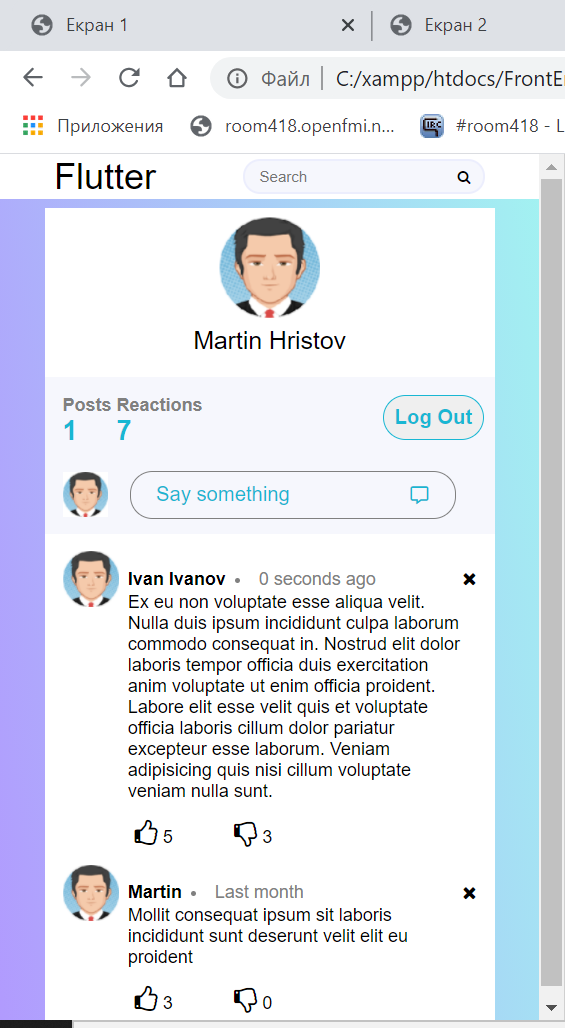 Екран 1
Екран 2
Файл C:/xampp/htdocs/FrontE
Приложения room418.openfmi.n... #room418 - L
Flutter
Search
Martin Hristov
Posts Reactions
1 7
Log Out
Say something
Ivan Ivanov • 0 seconds ago
Ex eu non voluptate esse aliqua velit.
Nulla duis ipsum incididunt culpa laborum
commodo consequat in. Nostrud elit dolor
laboris tempor officia duis exercitation
anim voluptate ut enim officia proident.
Labore elit esse velit quis et voluptate
officia laboris cillum dolor pariatur
excepteur esse laborum. Veniam
adipisicing quis nisi cillum voluptate
veniam nulla sunt.
5 3
Martin • Last month
Mollit consequat ipsum sit laboris
incididunt sunt deserunt velit elit eu
proident
3 0